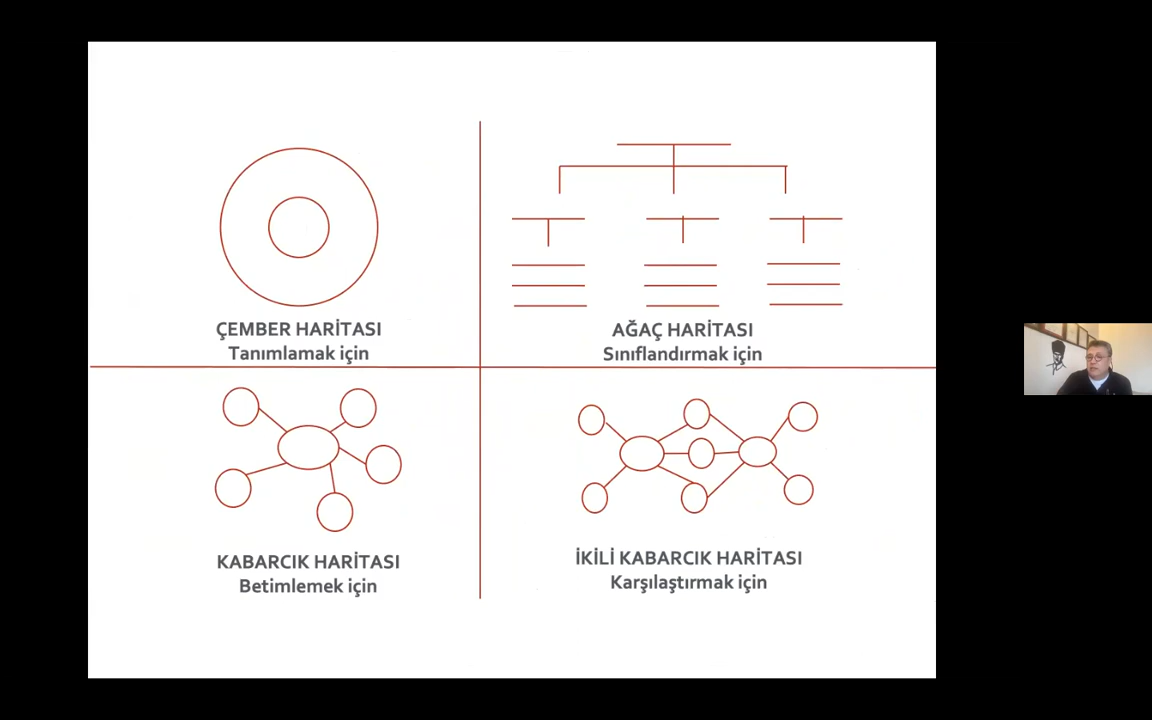 ÇEMBER HARİTASI
Tanımlamak için
AĞAÇ HARİTASI
Sınıflandırmak için
KABARCIK HARİTASI
Betimlemek için
İKİLİ KABARCIK HARİTASI
Karşılaştırmak için